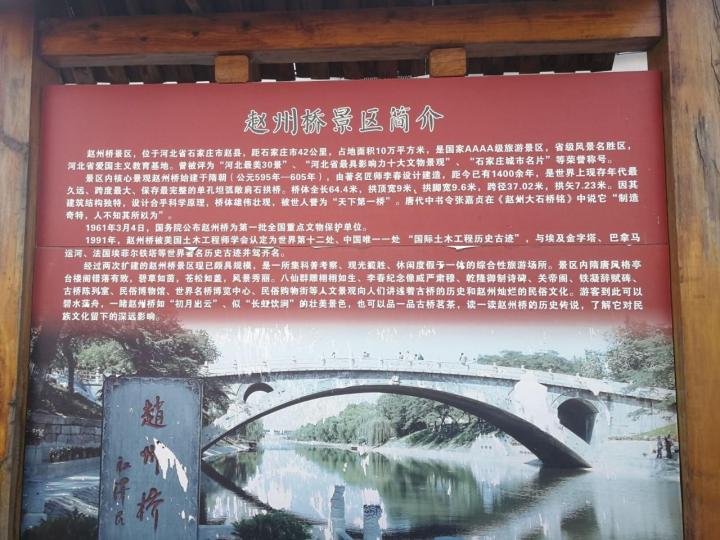 赵州桥景区简介
赵州桥景区，位于河北省石家庄市赵县，距石家庄市42公里，占地面积10万平方米，是国家AAAA级旅游景区，省级风景名胜区，
河北省爱国主义教育基地。曾被评为“河北最美30景”、“河北省最具影响力十大文物景观”、“石家庄城市名片”等荣誉称号。
景区内核心景观赵州桥始建于隋朝（公元595年—605年），由著名匠师李春设计建造，距今已有1400余年，是世界上现存年代最
久远、跨度最大、保存最完整的单孔坦弧敞肩石拱桥。桥体全长64.4米，拱顶宽9米，拱脚宽9.6米，跨径37.02米，拱矢7.23米。因其
建筑结构独特，设计合乎科学原理，桥体雄伟壮观，被世人誉为“天下第一桥”。唐代中书令张嘉贞在《赵州大石桥铭》中说它“制造
奇特，人不知其所以为”。
1961年3月4日，国务院公布赵州桥为第一批全国重点文物保护单位。
1991年，赵州桥被美国土木工程师学会认定为世界第十二处、中国唯一一处“国际土木工程历史古迹”，与埃及金字塔、巴拿马
运河、法国埃菲尔铁塔等世界著名历史古迹并驾齐名。
经过两次扩建的赵州桥景区现已颇具规模，是一所集科普考察、观光旅胜、休闲度假于一体的综合性旅游场所。景区内隋唐风格亭
台楼阁错落有致，碧草如茵，苍松如盖，风景秀丽。八仙群雕栩栩如生、李春纪念像威严肃穆、乾隆御制诗碑、关帝阁、铁凝辞赋砖、
古桥陈列室、民俗博物馆、世界名桥博览中心、民俗购物街等人文景观向人们讲述着古桥的历史和赵州灿烂的民俗文化。游客到此可以
碧水荡舟，一睹赵州桥如“初月出云”、似“长虹饮涧”的壮美景色，也可以品一品古桥茗茶，读一读赵州桥的历史传说，了解它对民
族文化留下的深远影响。
趙州桥